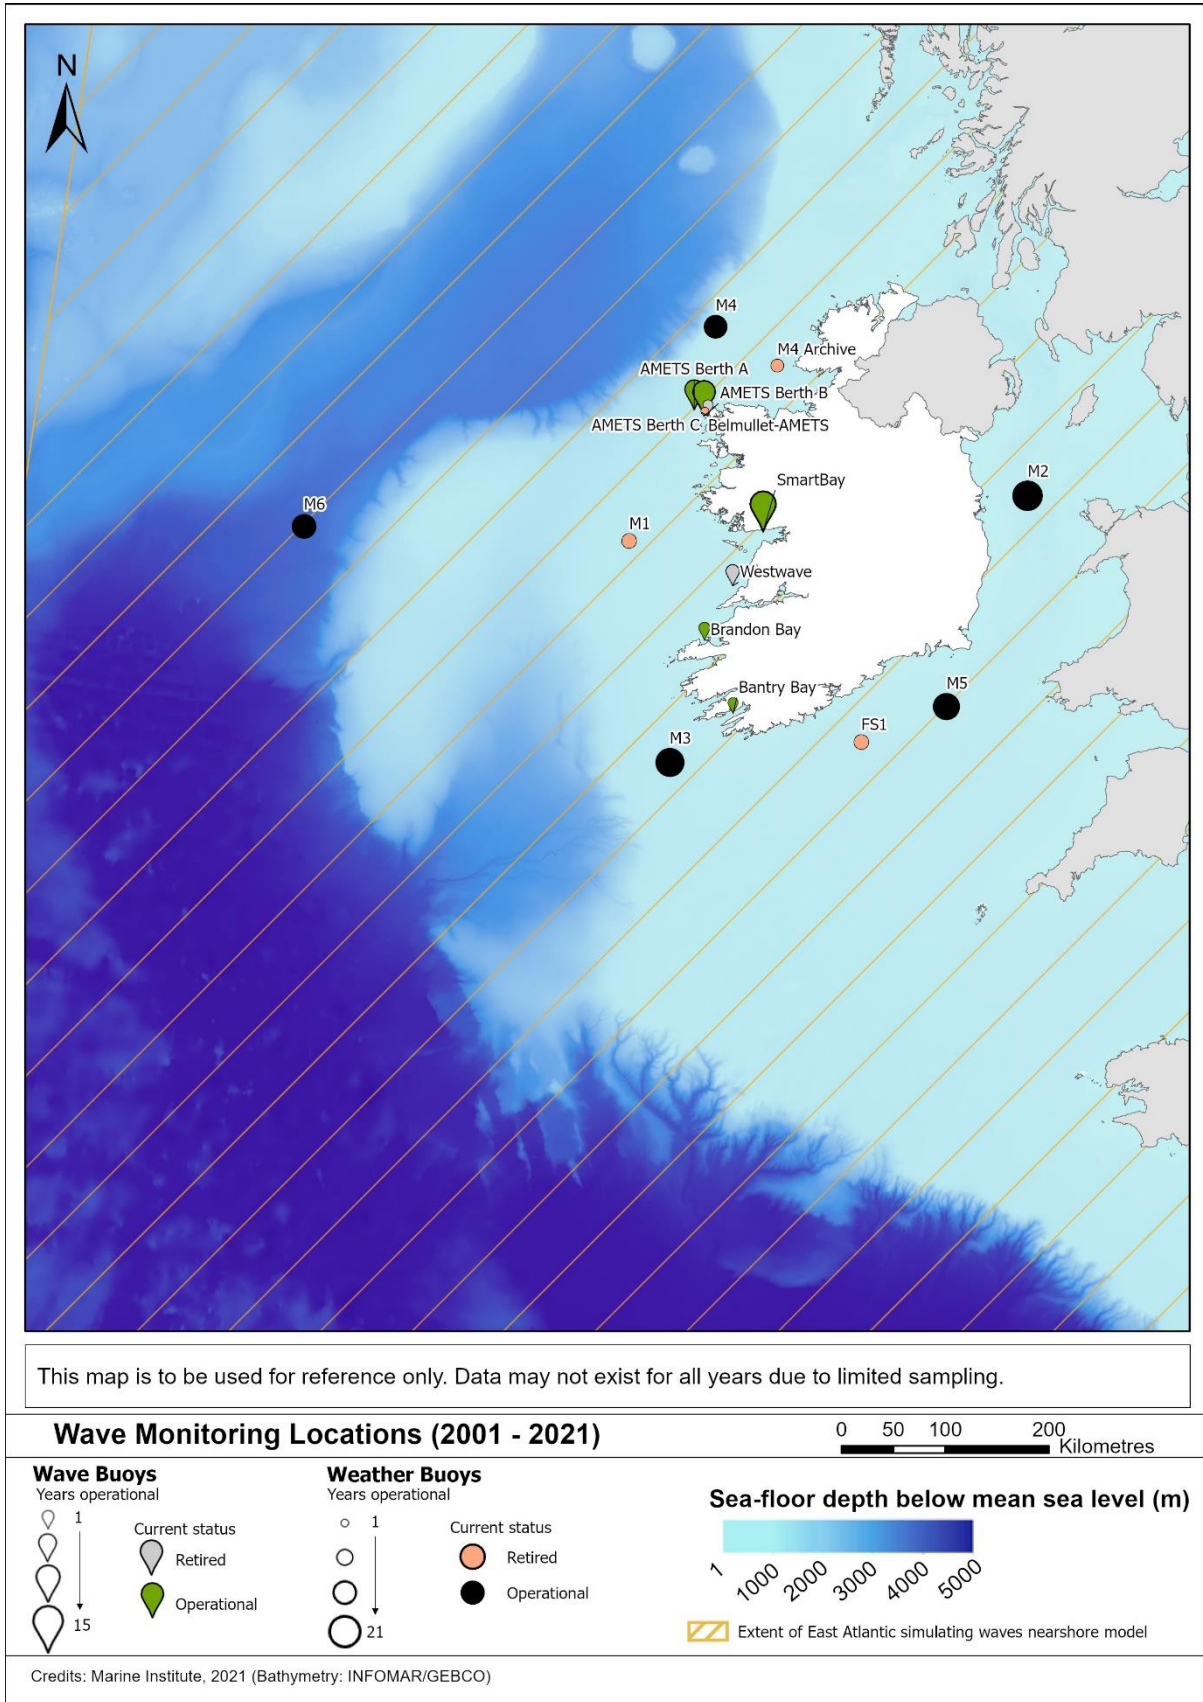 N
M4
M4 Archive
AMETS Berth A
AMETS Berth B
AMETS Berth C Belmullet-AMETS
SmartBay
M2
M6
M1
Westwave
Brandon Bay
Bantry Bay
M5
FS1
M3
This map is to be used for reference only. Data may not exist for all years due to limited sampling.
Wave Monitoring Locations (2001 - 2021)
0 50 100 200
Kilometres
Wave Buoys
Years operational
1
15
Current status
Retired
Operational
Weather Buoys
Years operational
1
21
Current status
Retired
Operational
Sea-floor depth below mean sea level (m)
1 1000 2000 3000 4000 5000
Extent of East Atlantic simulating waves nearshore model
Credits: Marine Institute, 2021 (Bathymetry: INFOMAR/GEBCO)